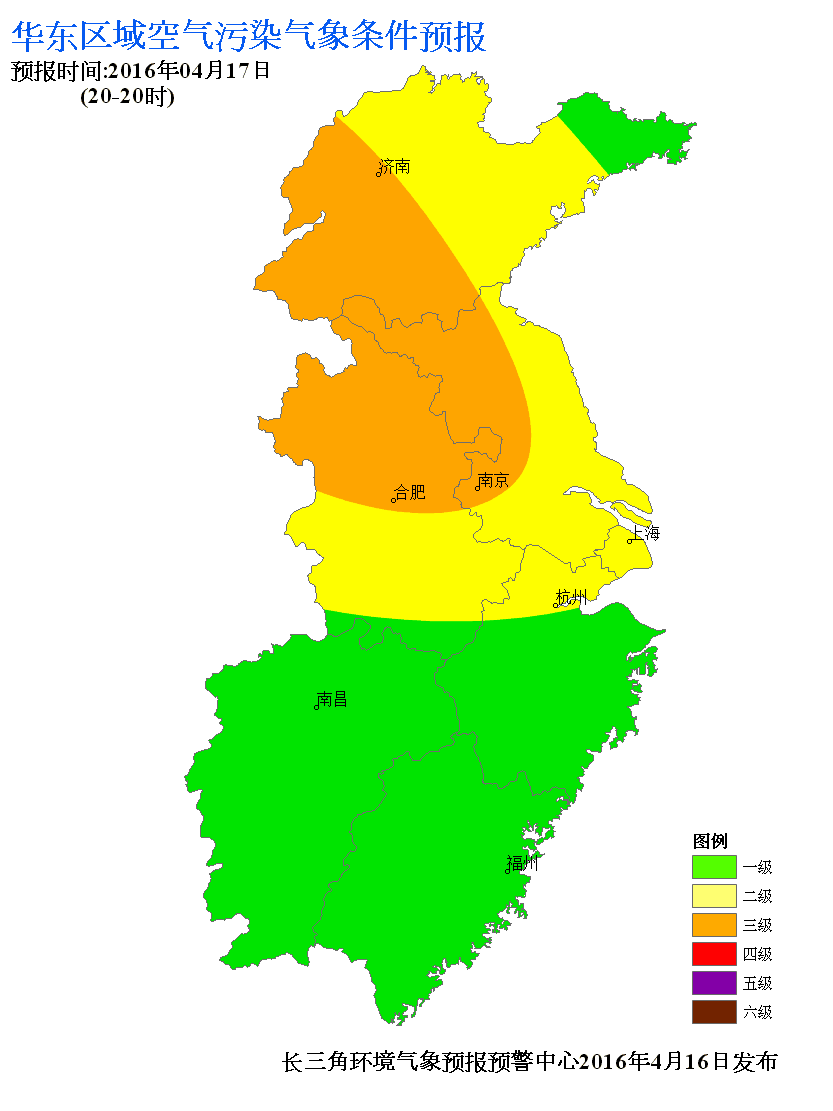 华东区域空气污染气象条件预报
预报时间:2016年04月17日
(20-20时)
济南
南京
合肥
上海
杭州
南昌
福州
图例
一级
二级
三级
四级
五级
六级
长三角环境气象预报预警中心2016年4月16日发布